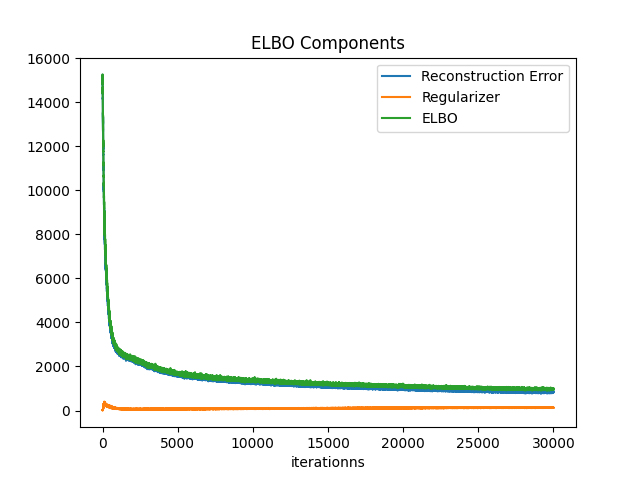 ELBO Components
16000
14000
12000
10000
8000
6000
4000
2000
0
Reconstruction Error
Regularizer
ELBO
0 5000 10000 15000 20000 25000 30000
iterationns